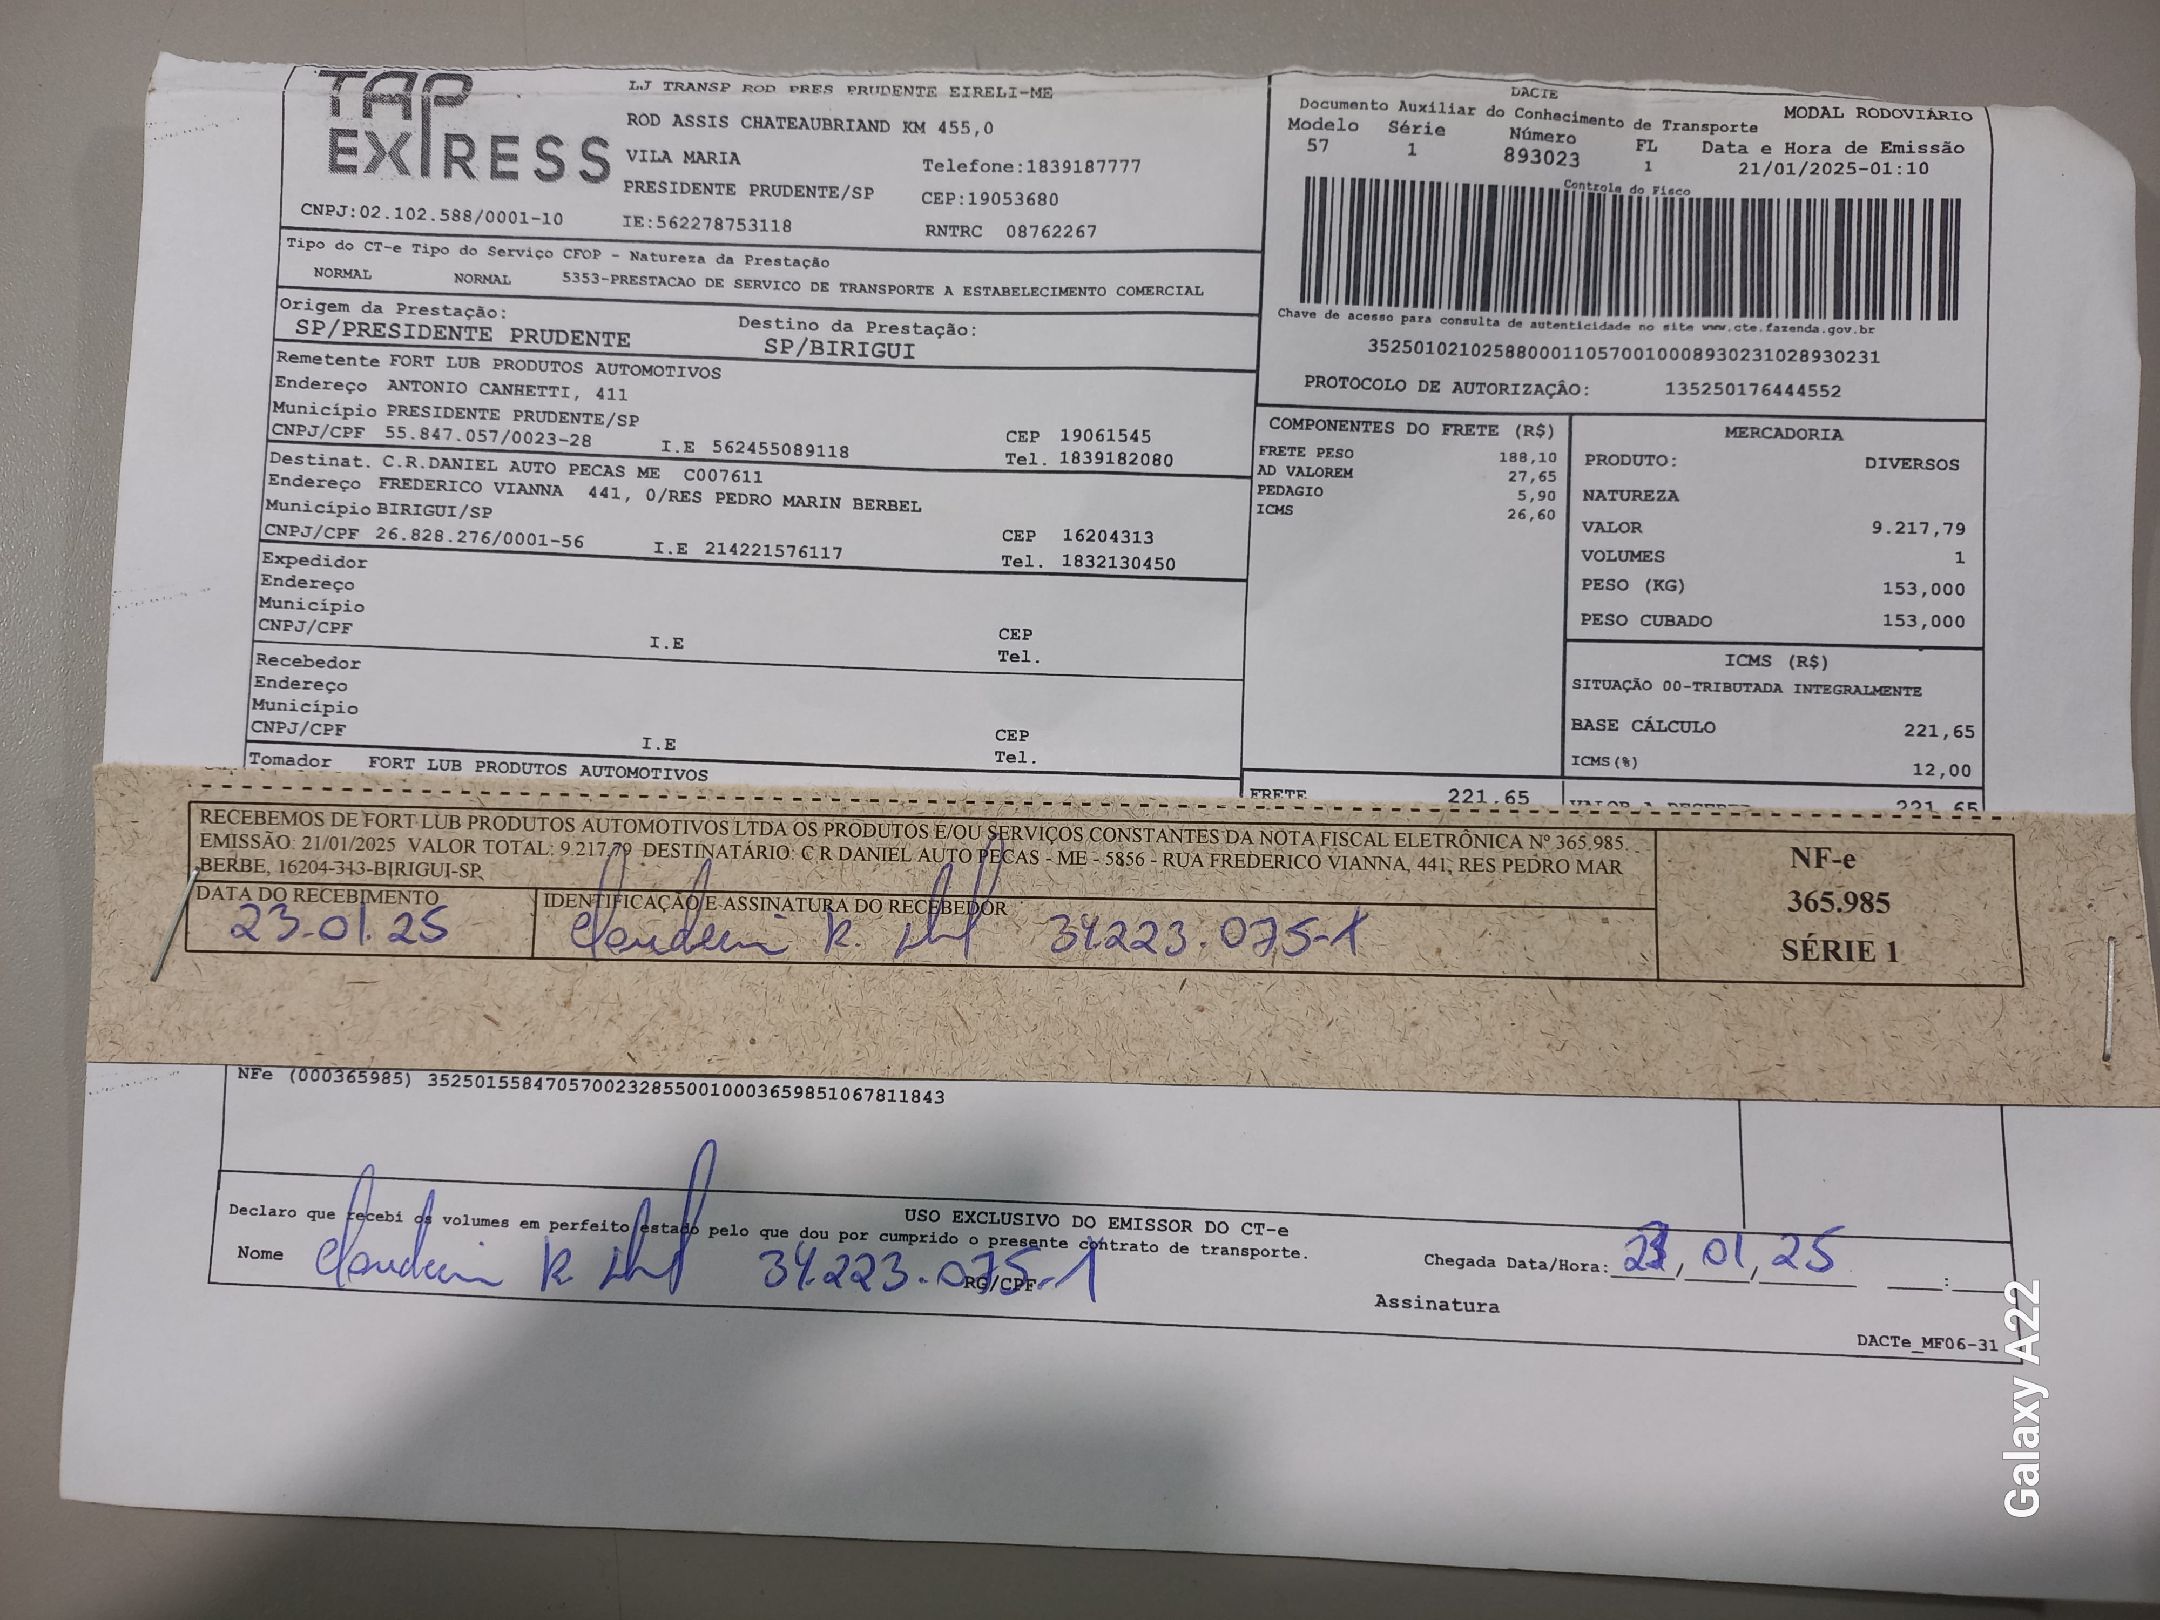 TAP EXPRESS
LJ TRANSP ROD PRES PRUDENTE EIRELI-ME
ROD ASSIS CHATEAUBRIAND KM 455,0
VILA MARIA Telefone:1839187777
PRESIDENTE PRUDENTE/SP CEP:19053680
CNPJ:02.102.588/0001-10 IE:562278753118 RNTRC 08762267
DACTE
Documento Auxiliar do Conhecimento de Transporte MODAL RODOVIÁRIO
Modelo Série Número FL Data e Hora de Emissão
57 1 893023 1 21/01/2025-01:10
Controle do Fisco
Chave de acesso para consulta de autenticidade no site www.cte.fazenda.gov.br
35250102102588000110570010008930231028930231
PROTOCOLO DE AUTORIZAÇÂO: 135250176444552
Tipo do CT-e Tipo do Serviço CFOP - Natureza da Prestação
NORMAL NORMAL 5353-PRESTACAO DE SERVICO DE TRANSPORTE A ESTABELECIMENTO COMERCIAL
Origem da Prestação: Destino da Prestação:
SP/PRESIDENTE PRUDENTE SP/BIRIGUI
Remetente FORT LUB PRODUTOS AUTOMOTIVOS
Endereço ANTONIO CANHETTI, 411
Município PRESIDENTE PRUDENTE/SP CEP 19061545
CNPJ/CPF 55.847.057/0023-28 I.E 562455089118 Tel. 1839182080
Destinat. C.R.DANIEL AUTO PECAS ME C007611
Endereço FREDERICO VIANNA 441, 0/RES PEDRO MARIN BERBEL
Município BIRIGUI/SP CEP 16204313
CNPJ/CPF 26.828.276/0001-56 I.E 214221576117 Tel. 1832130450
Expedidor
Endereço
Município CEP
CNPJ/CPF I.E Tel.
Recebedor
Endereço
Município CEP
CNPJ/CPF I.E Tel.
Tomador FORT LUB PRODUTOS AUTOMOTIVOS
COMPONENTES DO FRETE (R$)
FRETE PESO 188,10
AD VALOREM 27,65
PEDAGIO 5,90
ICMS 26,60
FRETE 221,65
MERCADORIA
PRODUTO: DIVERSOS
NATUREZA
VALOR 9.217,79
VOLUMES 1
PESO (KG) 153,000
PESO CUBADO 153,000
ICMS (R$)
SITUAÇÃO 00-TRIBUTADA INTEGRALMENTE
BASE CÁLCULO 221,65
ICMS(%) 12,00
VALOR A RECEBER 221,65
RECEBEMOS DE FORT LUB PRODUTOS AUTOMOTIVOS LTDA OS PRODUTOS E/OU SERVIÇOS CONSTANTES DA NOTA FISCAL ELETRÔNICA Nº 365.985.
EMISSÃO: 21/01/2025 VALOR TOTAL: 9.217,79 DESTINATÁRIO: C R DANIEL AUTO PECAS - ME - 5856 - RUA FREDERICO VIANNA, 441, RES PEDRO MAR
BERBE, 16204-313-BIRIGUI-SP
DATA DO RECEBIMENTO IDENTIFICAÇÃO E ASSINATURA DO RECEBEDOR
23.01.25 34.223.075-1
NF-e
365.985
SÉRIE 1
NFe (000365985) 35250155847057002328550010003659851067811843
USO EXCLUSIVO DO EMISSOR DO CT-e
Declaro que recebi os volumes em perfeito estado pelo que dou por cumprido o presente contrato de transporte.
Nome 34.223.075-1 RG/CPF
Chegada Data/Hora: 23, 01, 25 :
Assinatura
DACTe_MF06-31
Galaxy A22